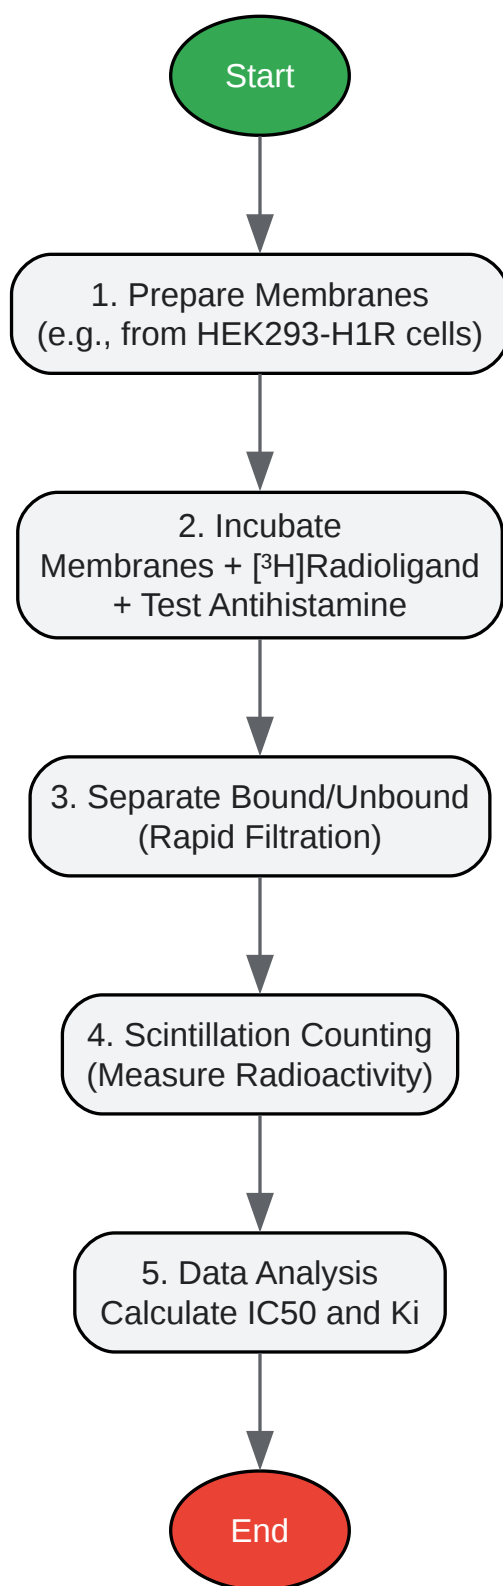 Start
1. Prepare Membranes
(e.g., from HEK293-H1R cells)
2. Incubate
Membranes + [³H]Radioligand
+ Test Antihistamine
3. Separate Bound/Unbound
(Rapid Filtration)
4. Scintillation Counting
(Measure Radioactivity)
5. Data Analysis
Calculate IC50 and Ki
End